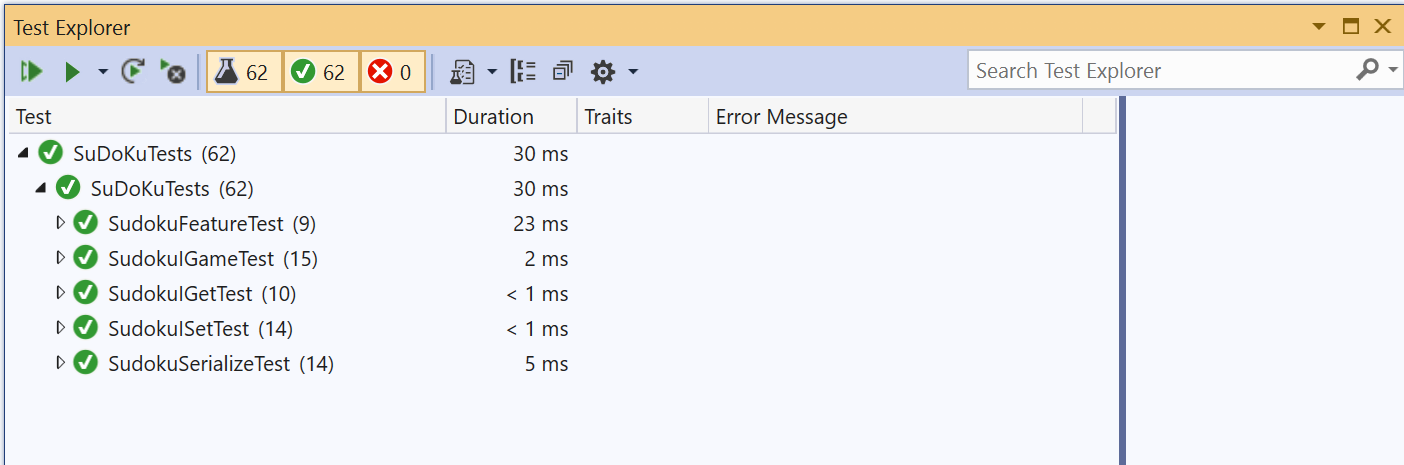 Test Explorer
62 62 0 Search Test Explorer
Test Duration Traits Error Message
SuDoKuTests (62) 30 ms
SuDoKuTests (62) 30 ms
SudokuFeatureTest (9) 23 ms
SudokuIGameTest (15) 2 ms
SudokuIGetTest (10) < 1 ms
SudokuISetTest (14) < 1 ms
SudokuSerializeTest (14) 5 ms